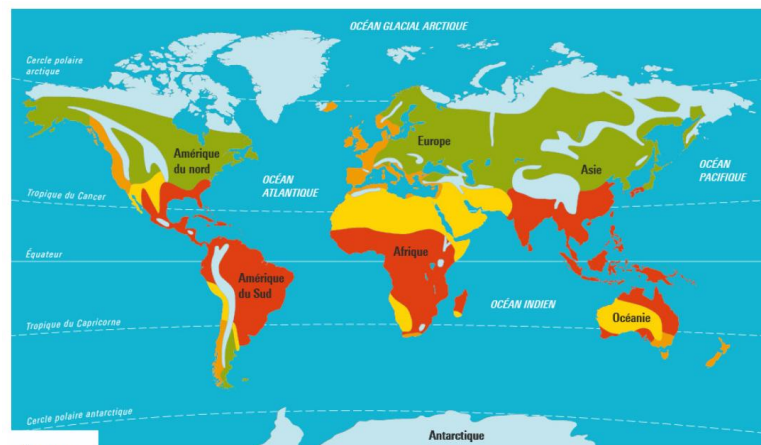 OCÉAN GLACIAL ARCTIQUE
Cercle polaire
arctique
Amérique
du nord
Europe
Asie
OCÉAN
PACIFIQUE
OCÉAN
ATLANTIQUE
Tropique du Cancer
Équateur
Afrique
Amérique
du Sud
OCÉAN INDIEN
Océanie
Tropique du Capricorne
Cercle polaire antarctique
Antarctique